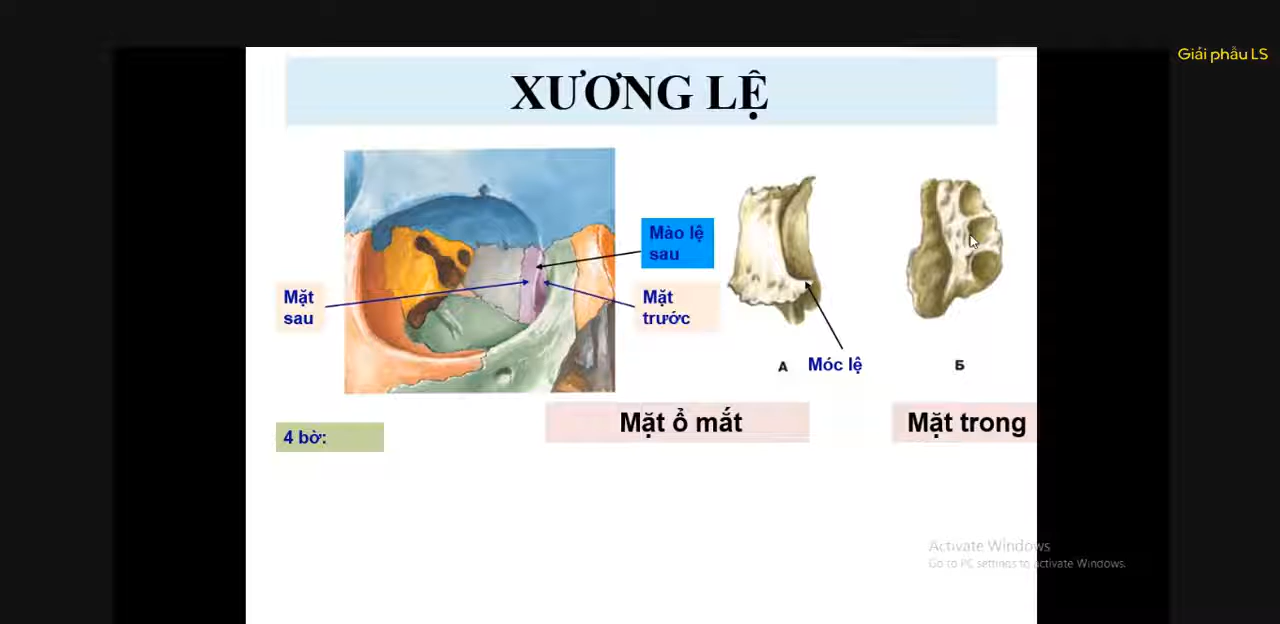 Giải phẫu LS
XƯƠNG LỆ
Mào lệ
sau
Mặt
sau
Mặt
trước
A
Móc lệ
Б
4 bờ:
Mặt ổ mắt
Mặt trong
Activate Windows
Go to PC settings to activate Windows.